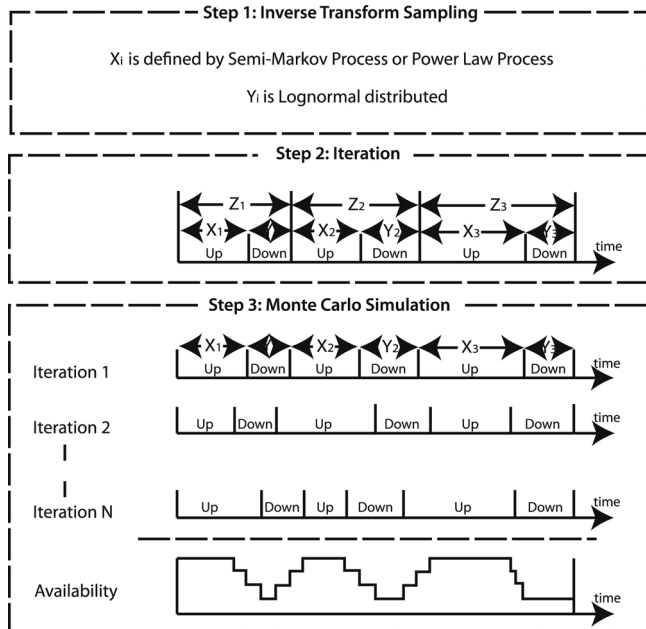 Step 1: Inverse Transform Sampling
Xi is defined by Semi-Markov Process or Power Law Process
Yi is Lognormal distributed
Step 2: Iteration
Z1 Z2 Z3
X1 X2 Y2 X3 Y3 time
Up Down Up Down Up Down
Step 3: Monte Carlo Simulation
X1 X2 Y2 X3 Y3 time
Iteration 1 Up Down Up Down Up Down
time
Iteration 2 Up Down Up Down Up Down
time
Iteration N Up Down Up Down Up Down
Availability time